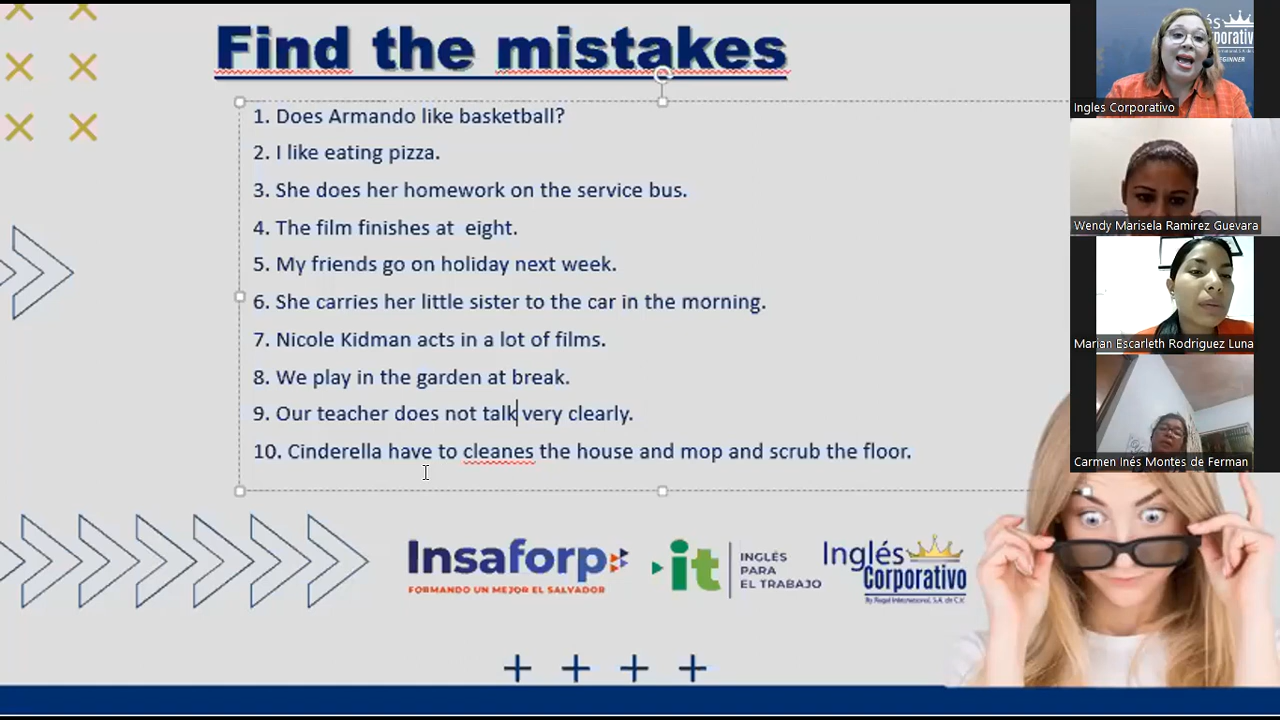 Find the mistakes
1. Does Armando like basketball?
2. I like eating pizza.
3. She does her homework on the service bus.
4. The film finishes at  eight.
5. My friends go on holiday next week.
6. She carries her little sister to the car in the morning.
7. Nicole Kidman acts in a lot of films.
8. We play in the garden at break.
9. Our teacher does not talk very clearly.
10. Cinderella have to cleanes the house and mop and scrub the floor.
Insaforp
FORMANDO UN MEJOR EL SALVADOR
it
INGLÉS
PARA
EL TRABAJO
Inglés
Corporativo
Ingles Corporativo
Wendy Marisela Ramirez Guevara
Marian Escarleth Rodriguez Luna
Carmen Inés Montes de Ferman